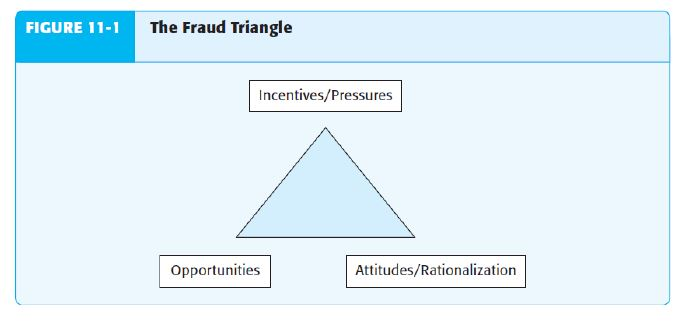 FIGURE 11-1 The Fraud Triangle
Incentives/Pressures
Opportunities Attitudes/Rationalization